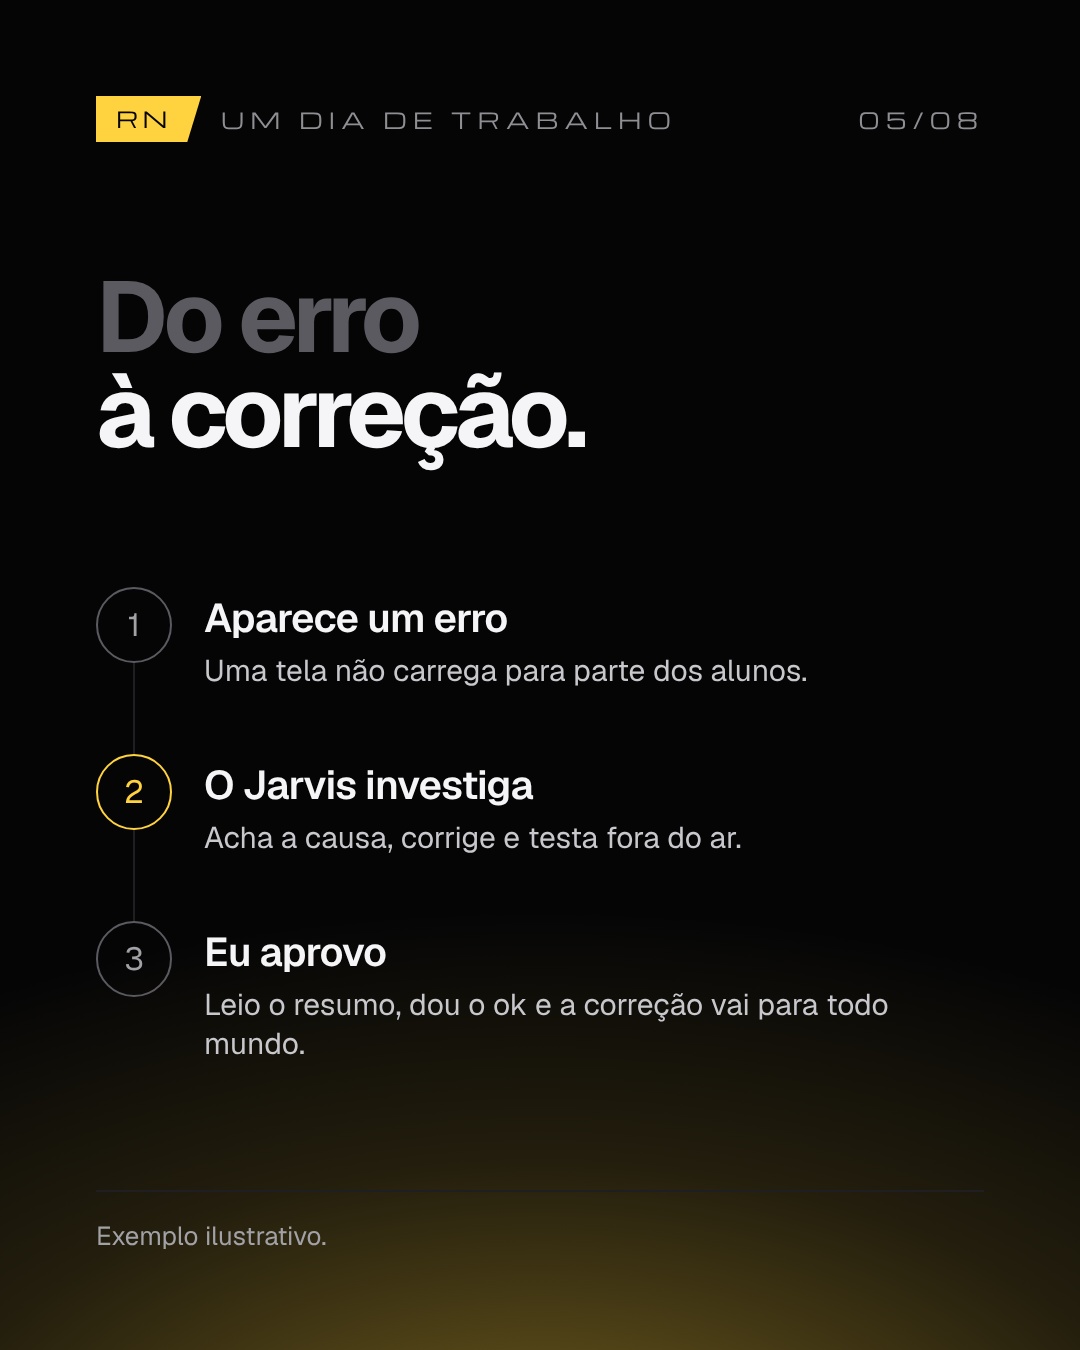 RN UM DIA DE TRABALHO 05/08
Do erro
à correção.
1 Aparece um erro
Uma tela não carrega para parte dos alunos.
2 O Jarvis investiga
Acha a causa, corrige e testa fora do ar.
3 Eu aprovo
Leio o resumo, dou o ok e a correção vai para todo
mundo.
Exemplo ilustrativo.